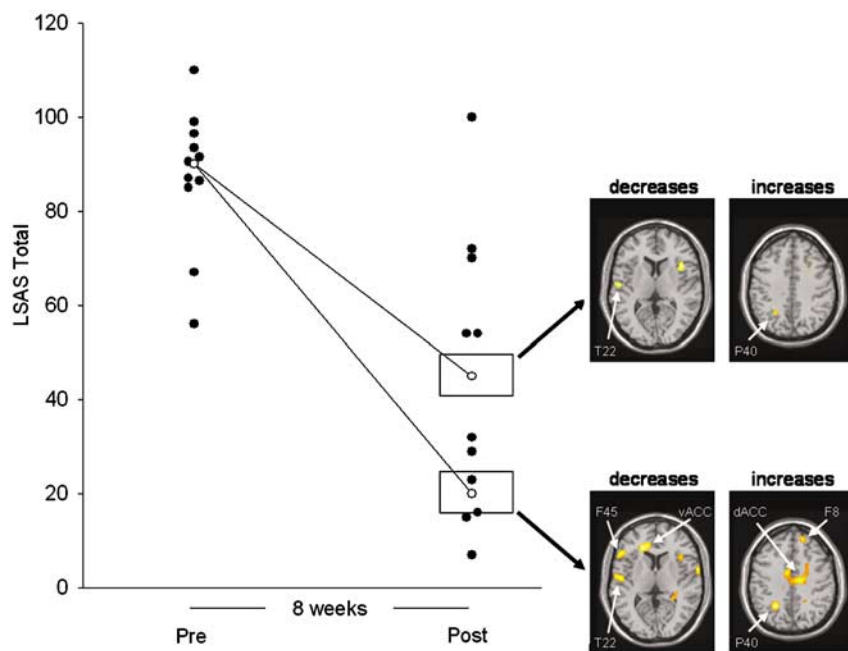 120
100
80
60
40
20
0
LSAS Total
Pre
8 weeks
Post
decreases
increases
T22
P40
decreases
increases
F45
vACC
T22
dACC
F8
P40